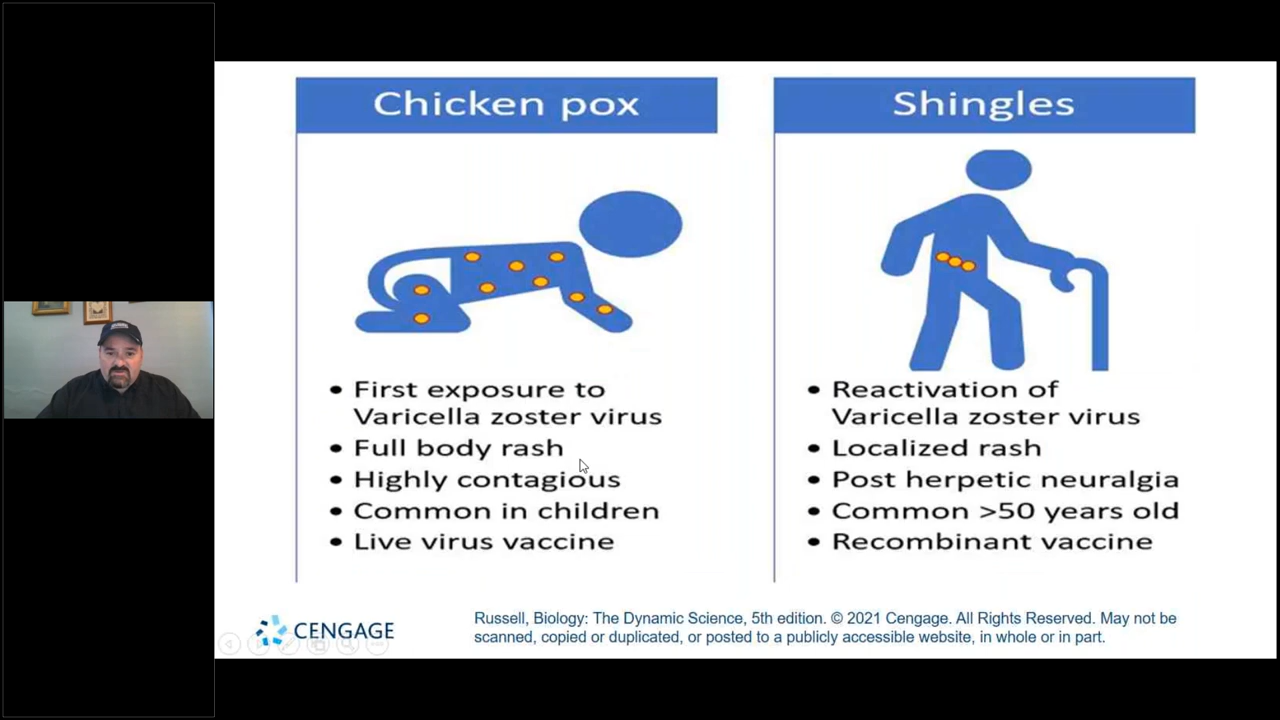 Chicken pox
• First exposure to
Varicella zoster virus
• Full body rash
• Highly contagious
• Common in children
• Live virus vaccine
Shingles
• Reactivation of
Varicella zoster virus
• Localized rash
• Post herpetic neuralgia
• Common >50 years old
• Recombinant vaccine
CENGAGE
Russell, Biology: The Dynamic Science, 5th edition. © 2021 Cengage. All Rights Reserved. May not be
scanned, copied or duplicated, or posted to a publicly accessible website, in whole or in part.